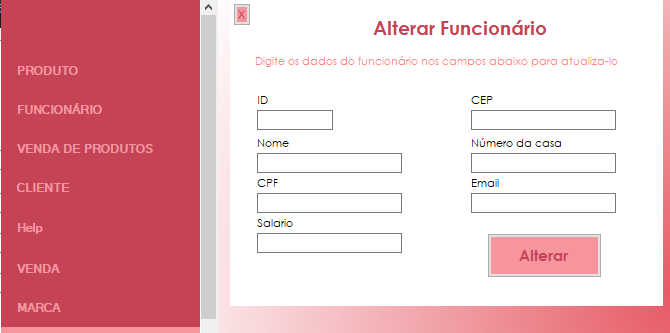 PRODUTO
FUNCIONÁRIO
VENDA DE PRODUTOS
CLIENTE
Help
VENDA
MARCA
X
Alterar Funcionário
Digite os dados do funcionário nos campos abaixo para atualiza-lo
ID
Nome
CPF
Salario
CEP
Número da casa
Email
Alterar